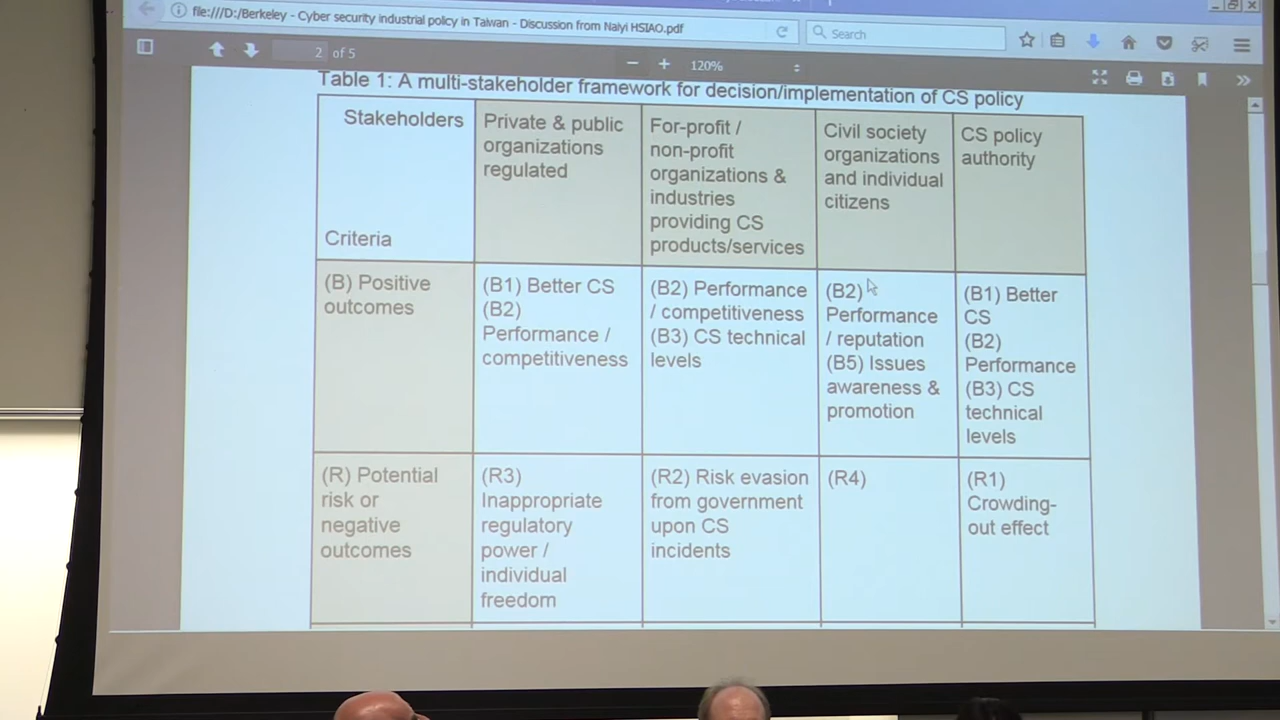 file:///D:/Berkeley - Cyber security industrial policy in Taiwan - Discussion from Naiyi HSIAO.pdf
Search
2 of 5
120%
Table 1: A multi-stakeholder framework for decision/implementation of CS policy
Stakeholders
Criteria
Private & public
organizations
regulated
For-profit /
non-profit
organizations &
industries
providing CS
products/services
Civil society
organizations
and individual
citizens
CS policy
authority
(B) Positive
outcomes
(B1) Better CS
(B2)
Performance /
competitiveness
(B2) Performance
/ competitiveness
(B3) CS technical
levels
(B2)
Performance
/ reputation
(B5) Issues
awareness &
promotion
(B1) Better
CS
(B2)
Performance
(B3) CS
technical
levels
(R) Potential
risk or
negative
outcomes
(R3)
Inappropriate
regulatory
power /
individual
freedom
(R2) Risk evasion
from government
upon CS
incidents
(R4)
(R1)
Crowding-
out effect